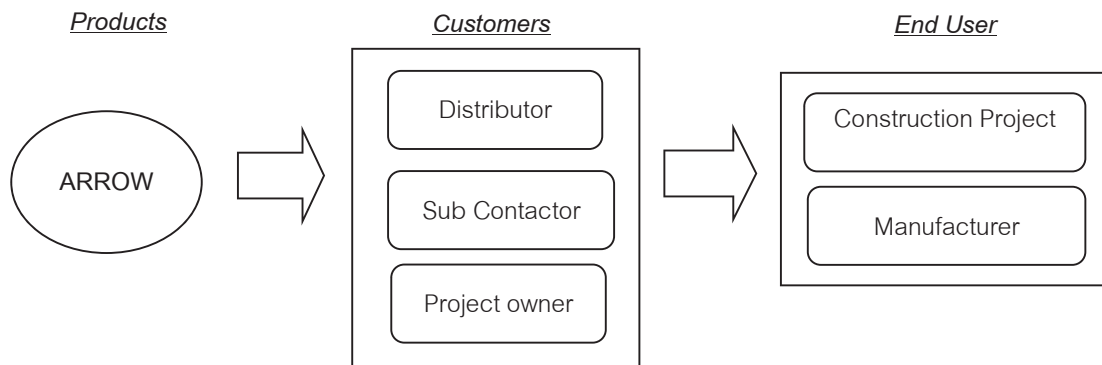 Products
Customers
End User
ARROW
Distributor
Sub Contactor
Project owner
Construction Project
Manufacturer